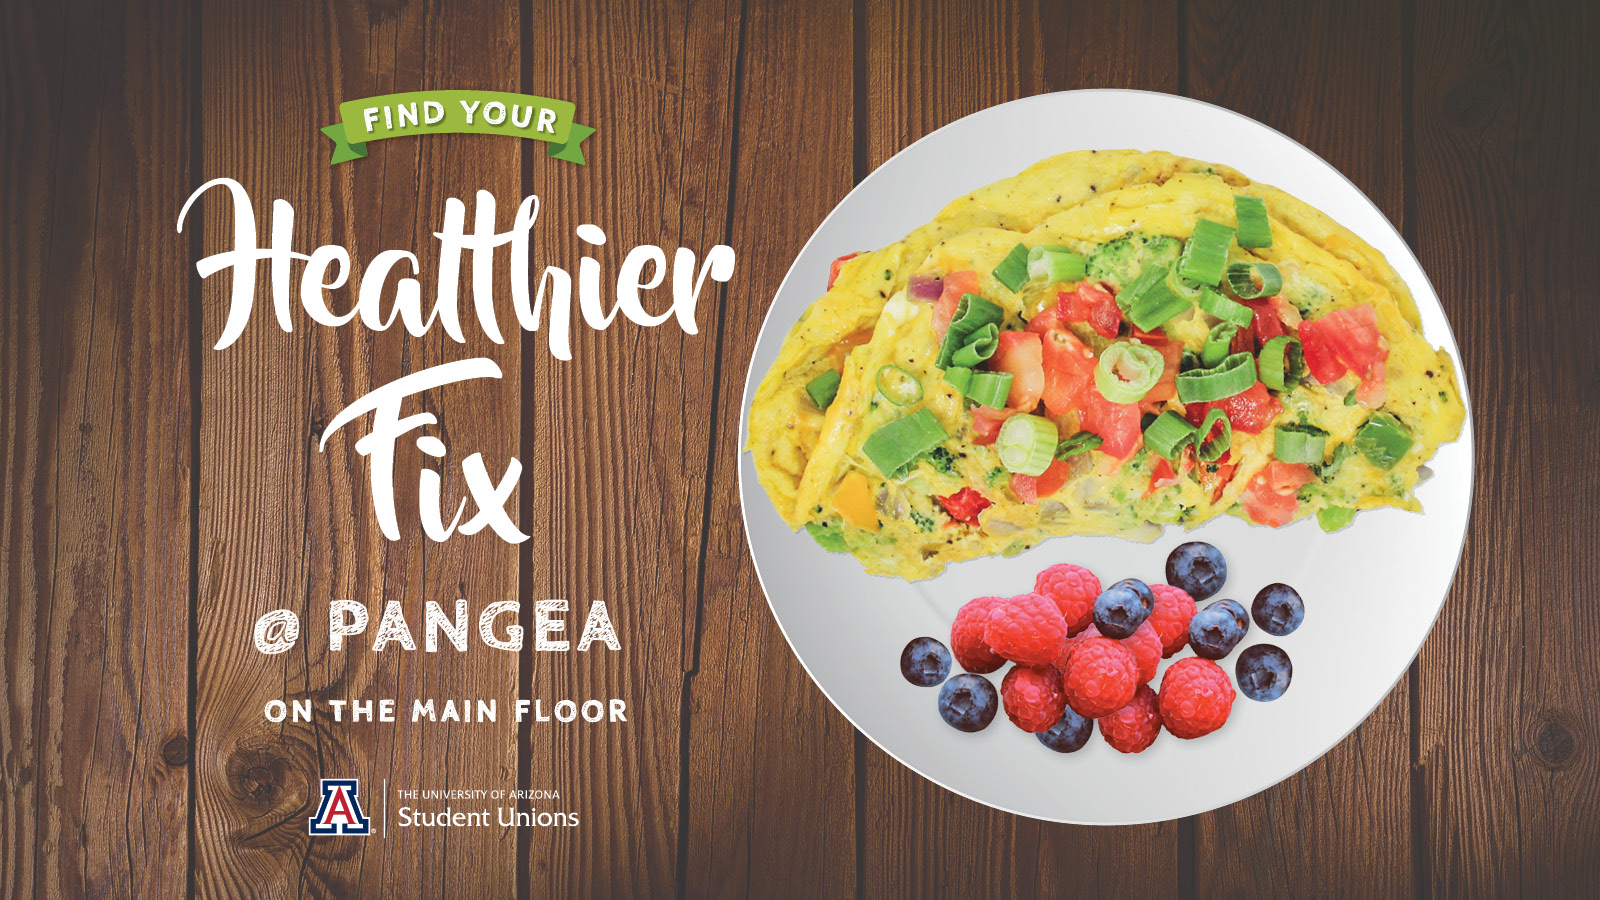 FIND YOUR
Healthier
Fix
@ PANGEA
ON THE MAIN FLOOR
A
THE UNIVERSITY OF ARIZONA
Student Unions